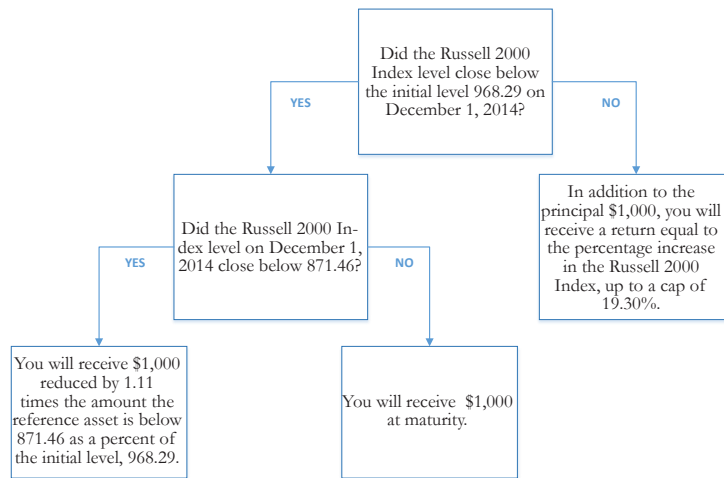 Did the Russell 2000
Index level close below
the initial level 968.29 on
December 1, 2014?
YES
NO
Did the Russell 2000 In-
dex level on December 1,
2014 close below 871.46?
In addition to the
principal $1,000, you will
receive a return equal to
the percentage increase
in the Russell 2000
Index, up to a cap of
19.30%.
YES
NO
You will receive $1,000
reduced by 1.11
times the amount the
reference asset is below
871.46 as a percent of
the initial level, 968.29.
You will receive $1,000
at maturity.